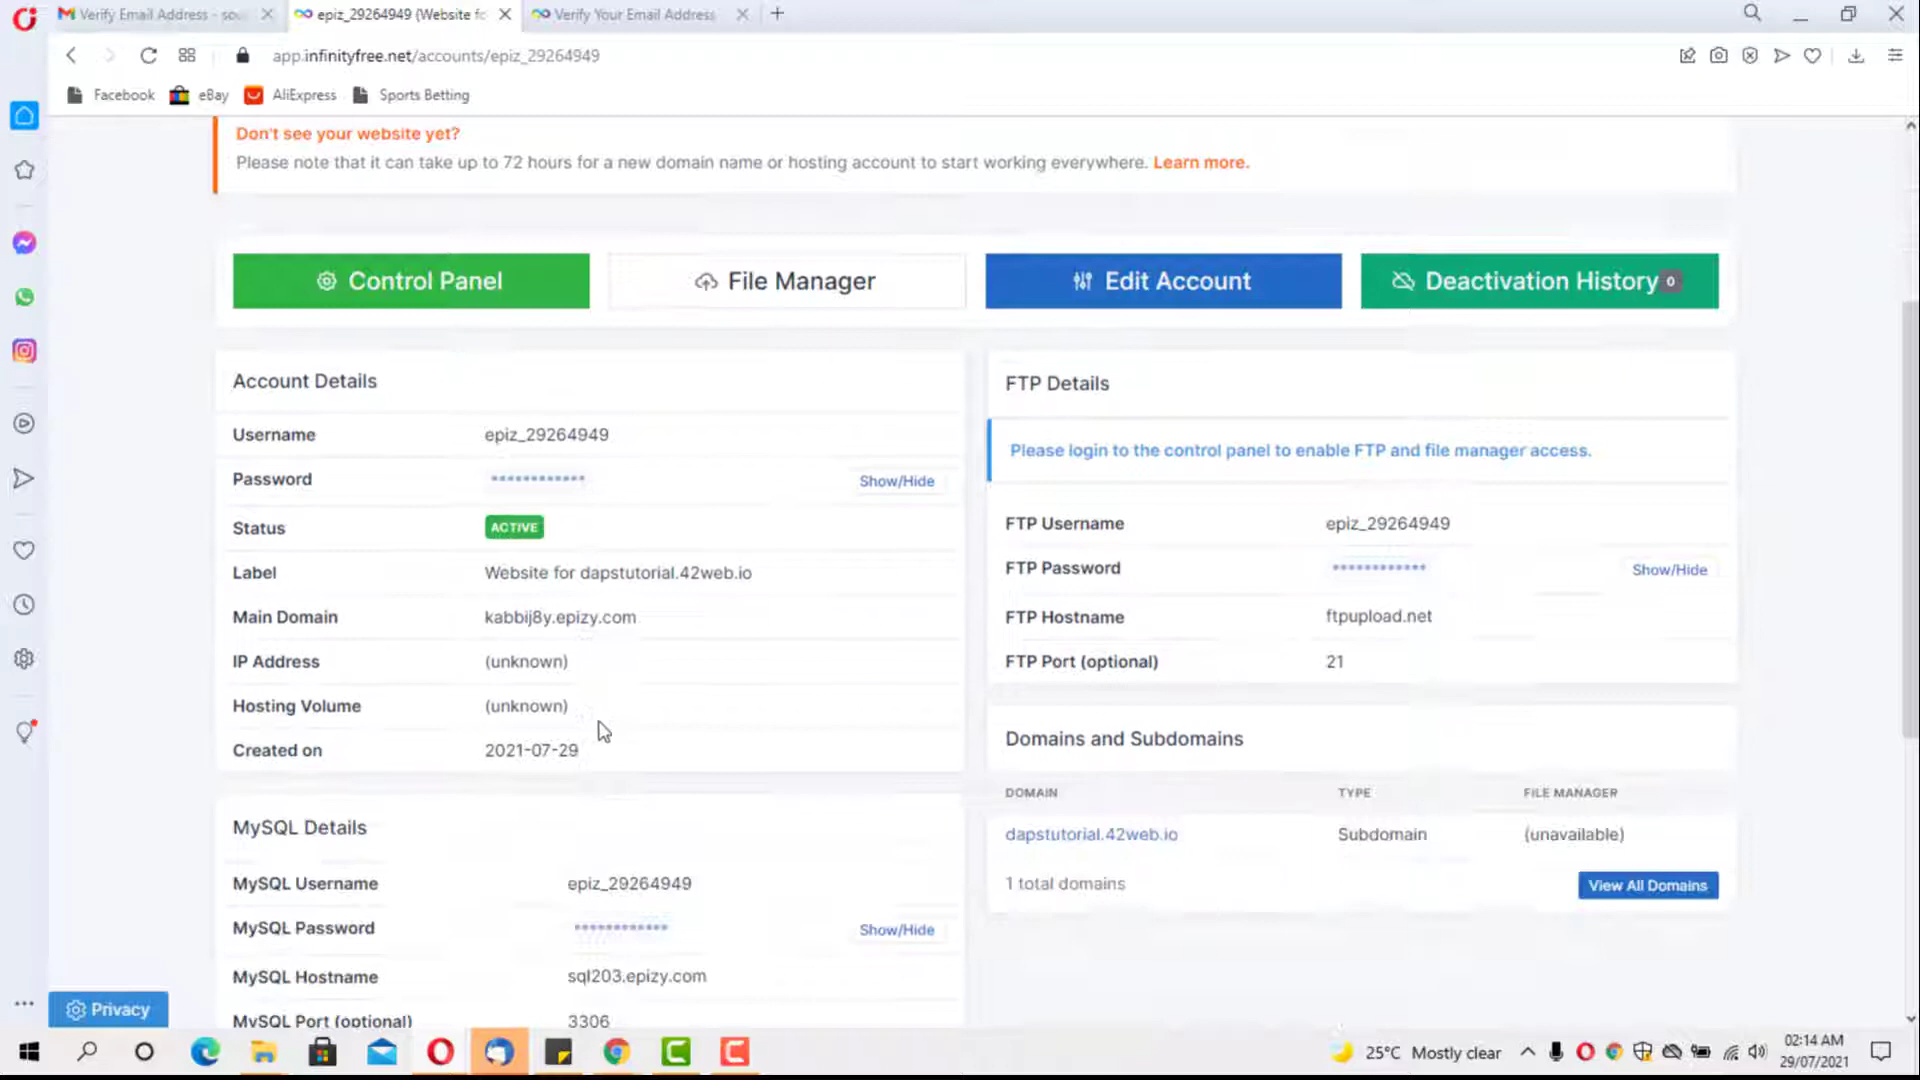 Verify Email Address - sou
epiz_29264949 (Website fo
Verify Your Email Address
app.infinityfree.net/accounts/epiz_29264949
Facebook
eBay
AliExpress
Sports Betting
Don't see your website yet?
Please note that it can take up to 72 hours for a new domain name or hosting account to start working everywhere. Learn more.
Control Panel
File Manager
Edit Account
Deactivation History 0
Account Details
Username epiz_29264949
Password ************ Show/Hide
Status ACTIVE
Label Website for dapstutorial.42web.io
Main Domain kabbij8y.epizy.com
IP Address (unknown)
Hosting Volume (unknown)
Created on 2021-07-29
MySQL Details
MySQL Username epiz_29264949
MySQL Password ************ Show/Hide
MySQL Hostname sql203.epizy.com
MySQL Port (optional) 3306
FTP Details
Please login to the control panel to enable FTP and file manager access.
FTP Username epiz_29264949
FTP Password ************ Show/Hide
FTP Hostname ftpupload.net
FTP Port (optional) 21
Domains and Subdomains
DOMAIN TYPE FILE MANAGER
dapstutorial.42web.io Subdomain (unavailable)
1 total domains View All Domains
Privacy
25°C Mostly clear
02:14 AM
29/07/2021